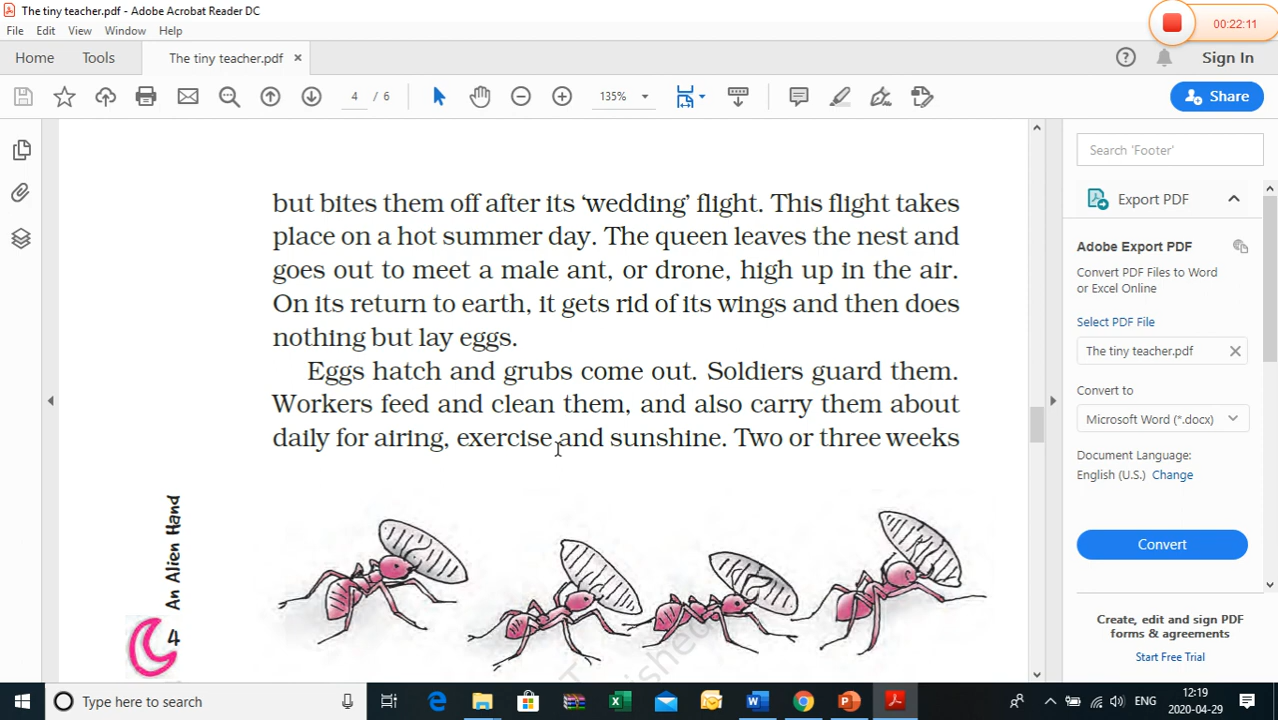 The tiny teacher.pdf - Adobe Acrobat Reader DC
00:22:11
File Edit View Window Help
Home Tools The tiny teacher.pdf × Sign In
4 / 6 135% Share
but bites them off after its ‘wedding’ flight. This flight takes
place on a hot summer day. The queen leaves the nest and
goes out to meet a male ant, or drone, high up in the air.
On its return to earth, it gets rid of its wings and then does
nothing but lay eggs.
Eggs hatch and grubs come out. Soldiers guard them.
Workers feed and clean them, and also carry them about
daily for airing, exercise and sunshine. Two or three weeks
An Alien Hand
4
Search 'Footer'
Export PDF
Adobe Export PDF
Convert PDF Files to Word
or Excel Online
Select PDF File
The tiny teacher.pdf
Convert to
Microsoft Word (*.docx)
Document Language:
English (U.S.) Change
Convert
Create, edit and sign PDF
forms & agreements
Start Free Trial
Type here to search
ENG
12:19
2020-04-29